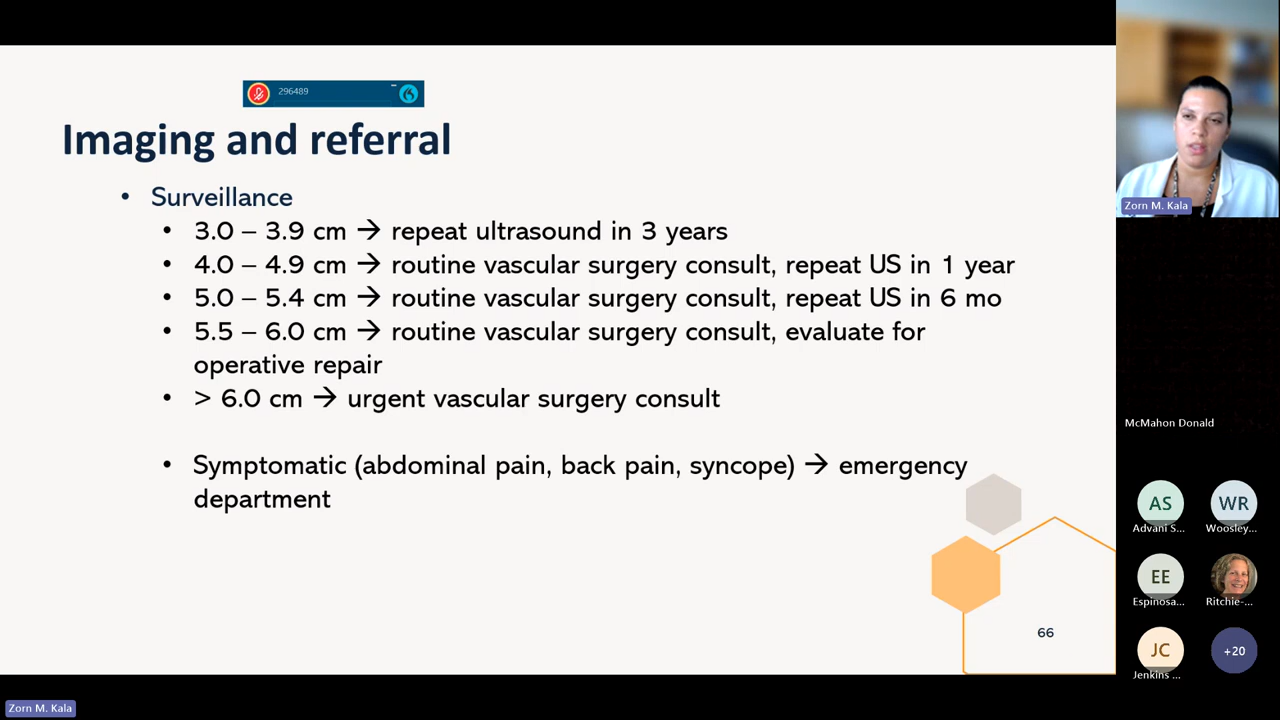 296489
Imaging and referral
• Surveillance
• 3.0 – 3.9 cm → repeat ultrasound in 3 years
• 4.0 – 4.9 cm → routine vascular surgery consult, repeat US in 1 year
• 5.0 – 5.4 cm → routine vascular surgery consult, repeat US in 6 mo
• 5.5 – 6.0 cm → routine vascular surgery consult, evaluate for
operative repair
• > 6.0 cm → urgent vascular surgery consult
• Symptomatic (abdominal pain, back pain, syncope) → emergency
department
66
Zorn M. Kala
McMahon Donald
AS
WR
Advani S...
Woosley...
EE
Espinosa...
Ritchie-...
JC
+20
Jenkins ...
Zorn M. Kala